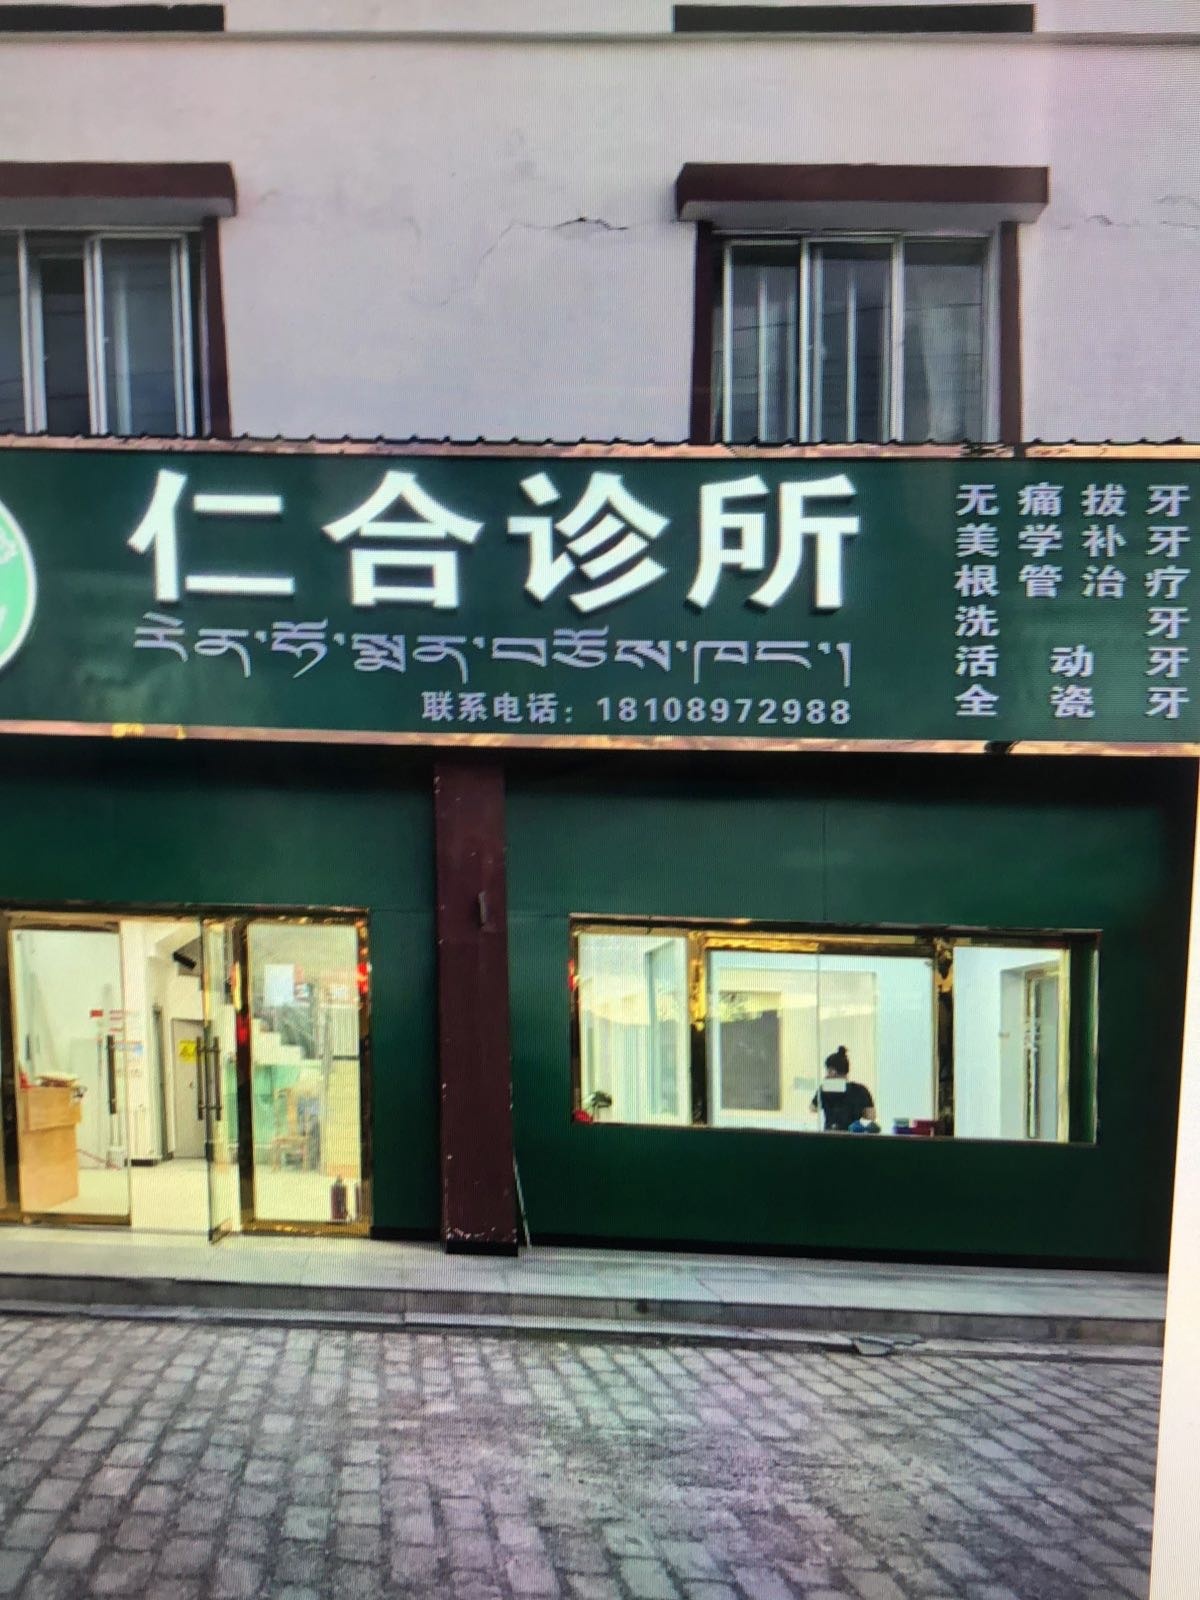 仁合诊所
རེན་ཧོ་སྨན་བཅོས་ཁང་།
联系电话：18108972988
无痛拔牙
美学补牙
根管治疗
洗牙
活动牙
全瓷牙